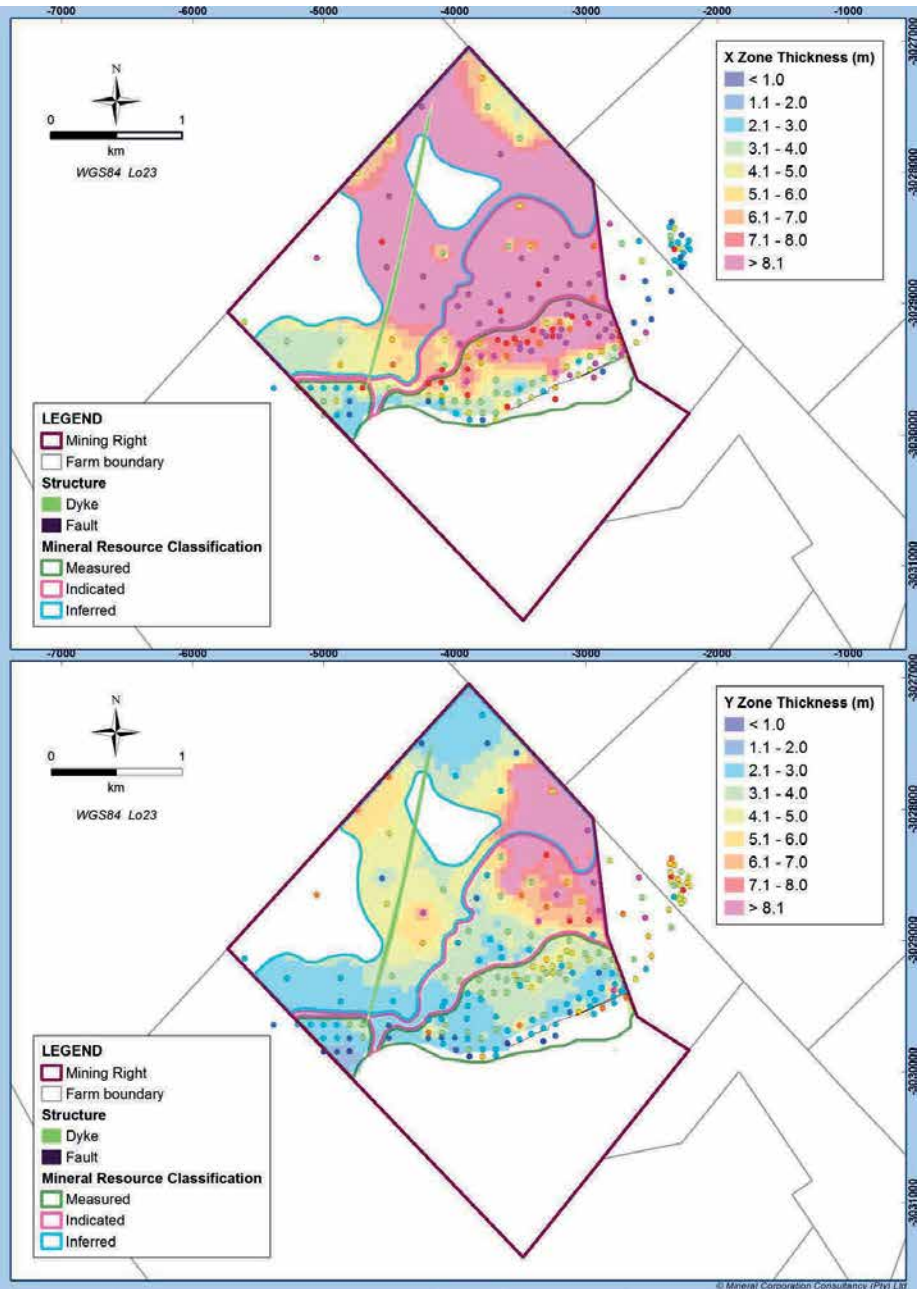 -7000 -6000 -5000 -4000 -3000 -2000 -1000
N
0 1
km
WGS84 Lo23
X Zone Thickness (m)
< 1.0
1.1 - 2.0
2.1 - 3.0
3.1 - 4.0
4.1 - 5.0
5.1 - 6.0
6.1 - 7.0
7.1 - 8.0
> 8.1
-3027000
-3028000
-3029000
-3030000
-3031000
LEGEND
Mining Right
Farm boundary
Structure
Dyke
Fault
Mineral Resource Classification
Measured
Indicated
Inferred
-7000 -6000 -5000 -4000 -3000 -2000 -1000
N
0 1
km
WGS84 Lo23
Y Zone Thickness (m)
< 1.0
1.1 - 2.0
2.1 - 3.0
3.1 - 4.0
4.1 - 5.0
5.1 - 6.0
6.1 - 7.0
7.1 - 8.0
> 8.1
-3027000
-3028000
-3029000
-3030000
-3031000
LEGEND
Mining Right
Farm boundary
Structure
Dyke
Fault
Mineral Resource Classification
Measured
Indicated
Inferred
© Mineral Corporation Consultancy (Pty) Ltd